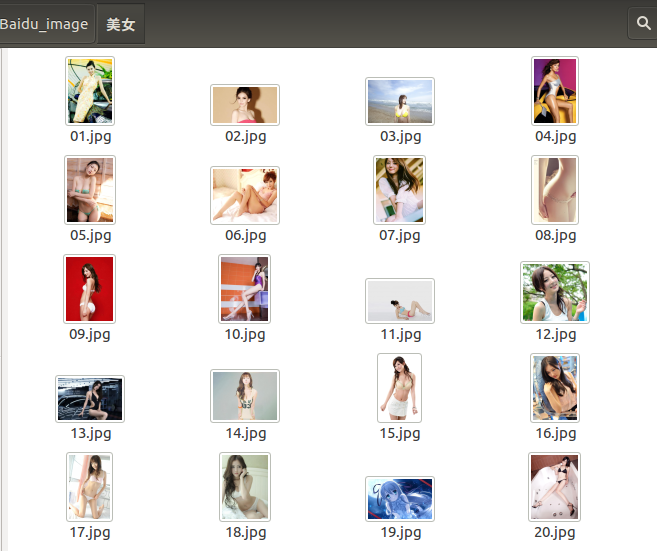 Baidu_image 美女
01.jpg 02.jpg 03.jpg 04.jpg
05.jpg 06.jpg 07.jpg 08.jpg
09.jpg 10.jpg 11.jpg 12.jpg
13.jpg 14.jpg 15.jpg 16.jpg
17.jpg 18.jpg 19.jpg 20.jpg